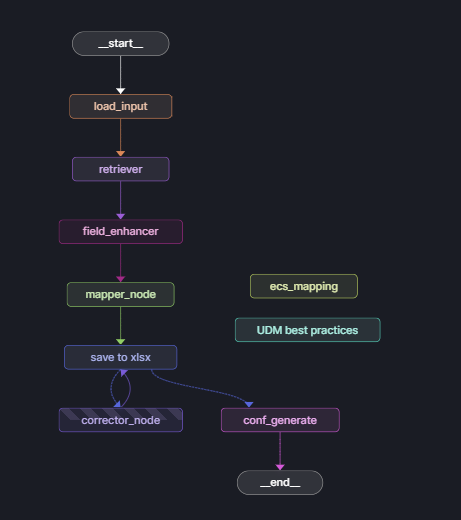 __start__
load_input
retriever
field_enhancer
mapper_node
ecs_mapping
UDM best practices
save to xlsx
corrector_node
conf_generate
__end__